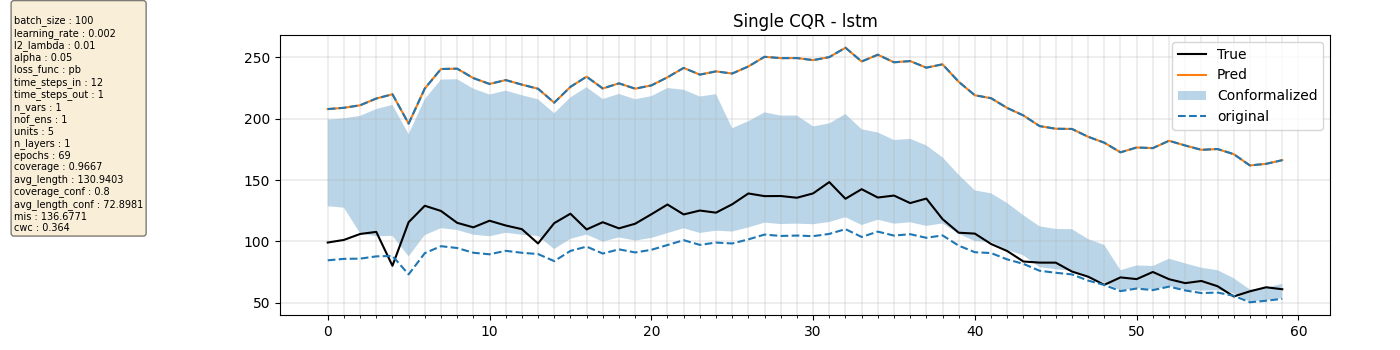 batch_size : 100
learning_rate : 0.002
l2_lambda : 0.01
alpha : 0.05
loss_func : pb
time_steps_in : 12
time_steps_out : 1
n_vars : 1
nof_ens : 1
units : 5
n_layers : 1
epochs : 69
coverage : 0.9667
avg_length : 130.9403
coverage_conf : 0.8
avg_length_conf : 72.8981
mis : 136.6771
cwc : 0.364
Single CQR - lstm
250
200
150
100
50
0 10 20 30 40 50 60
True
Pred
Conformalized
original